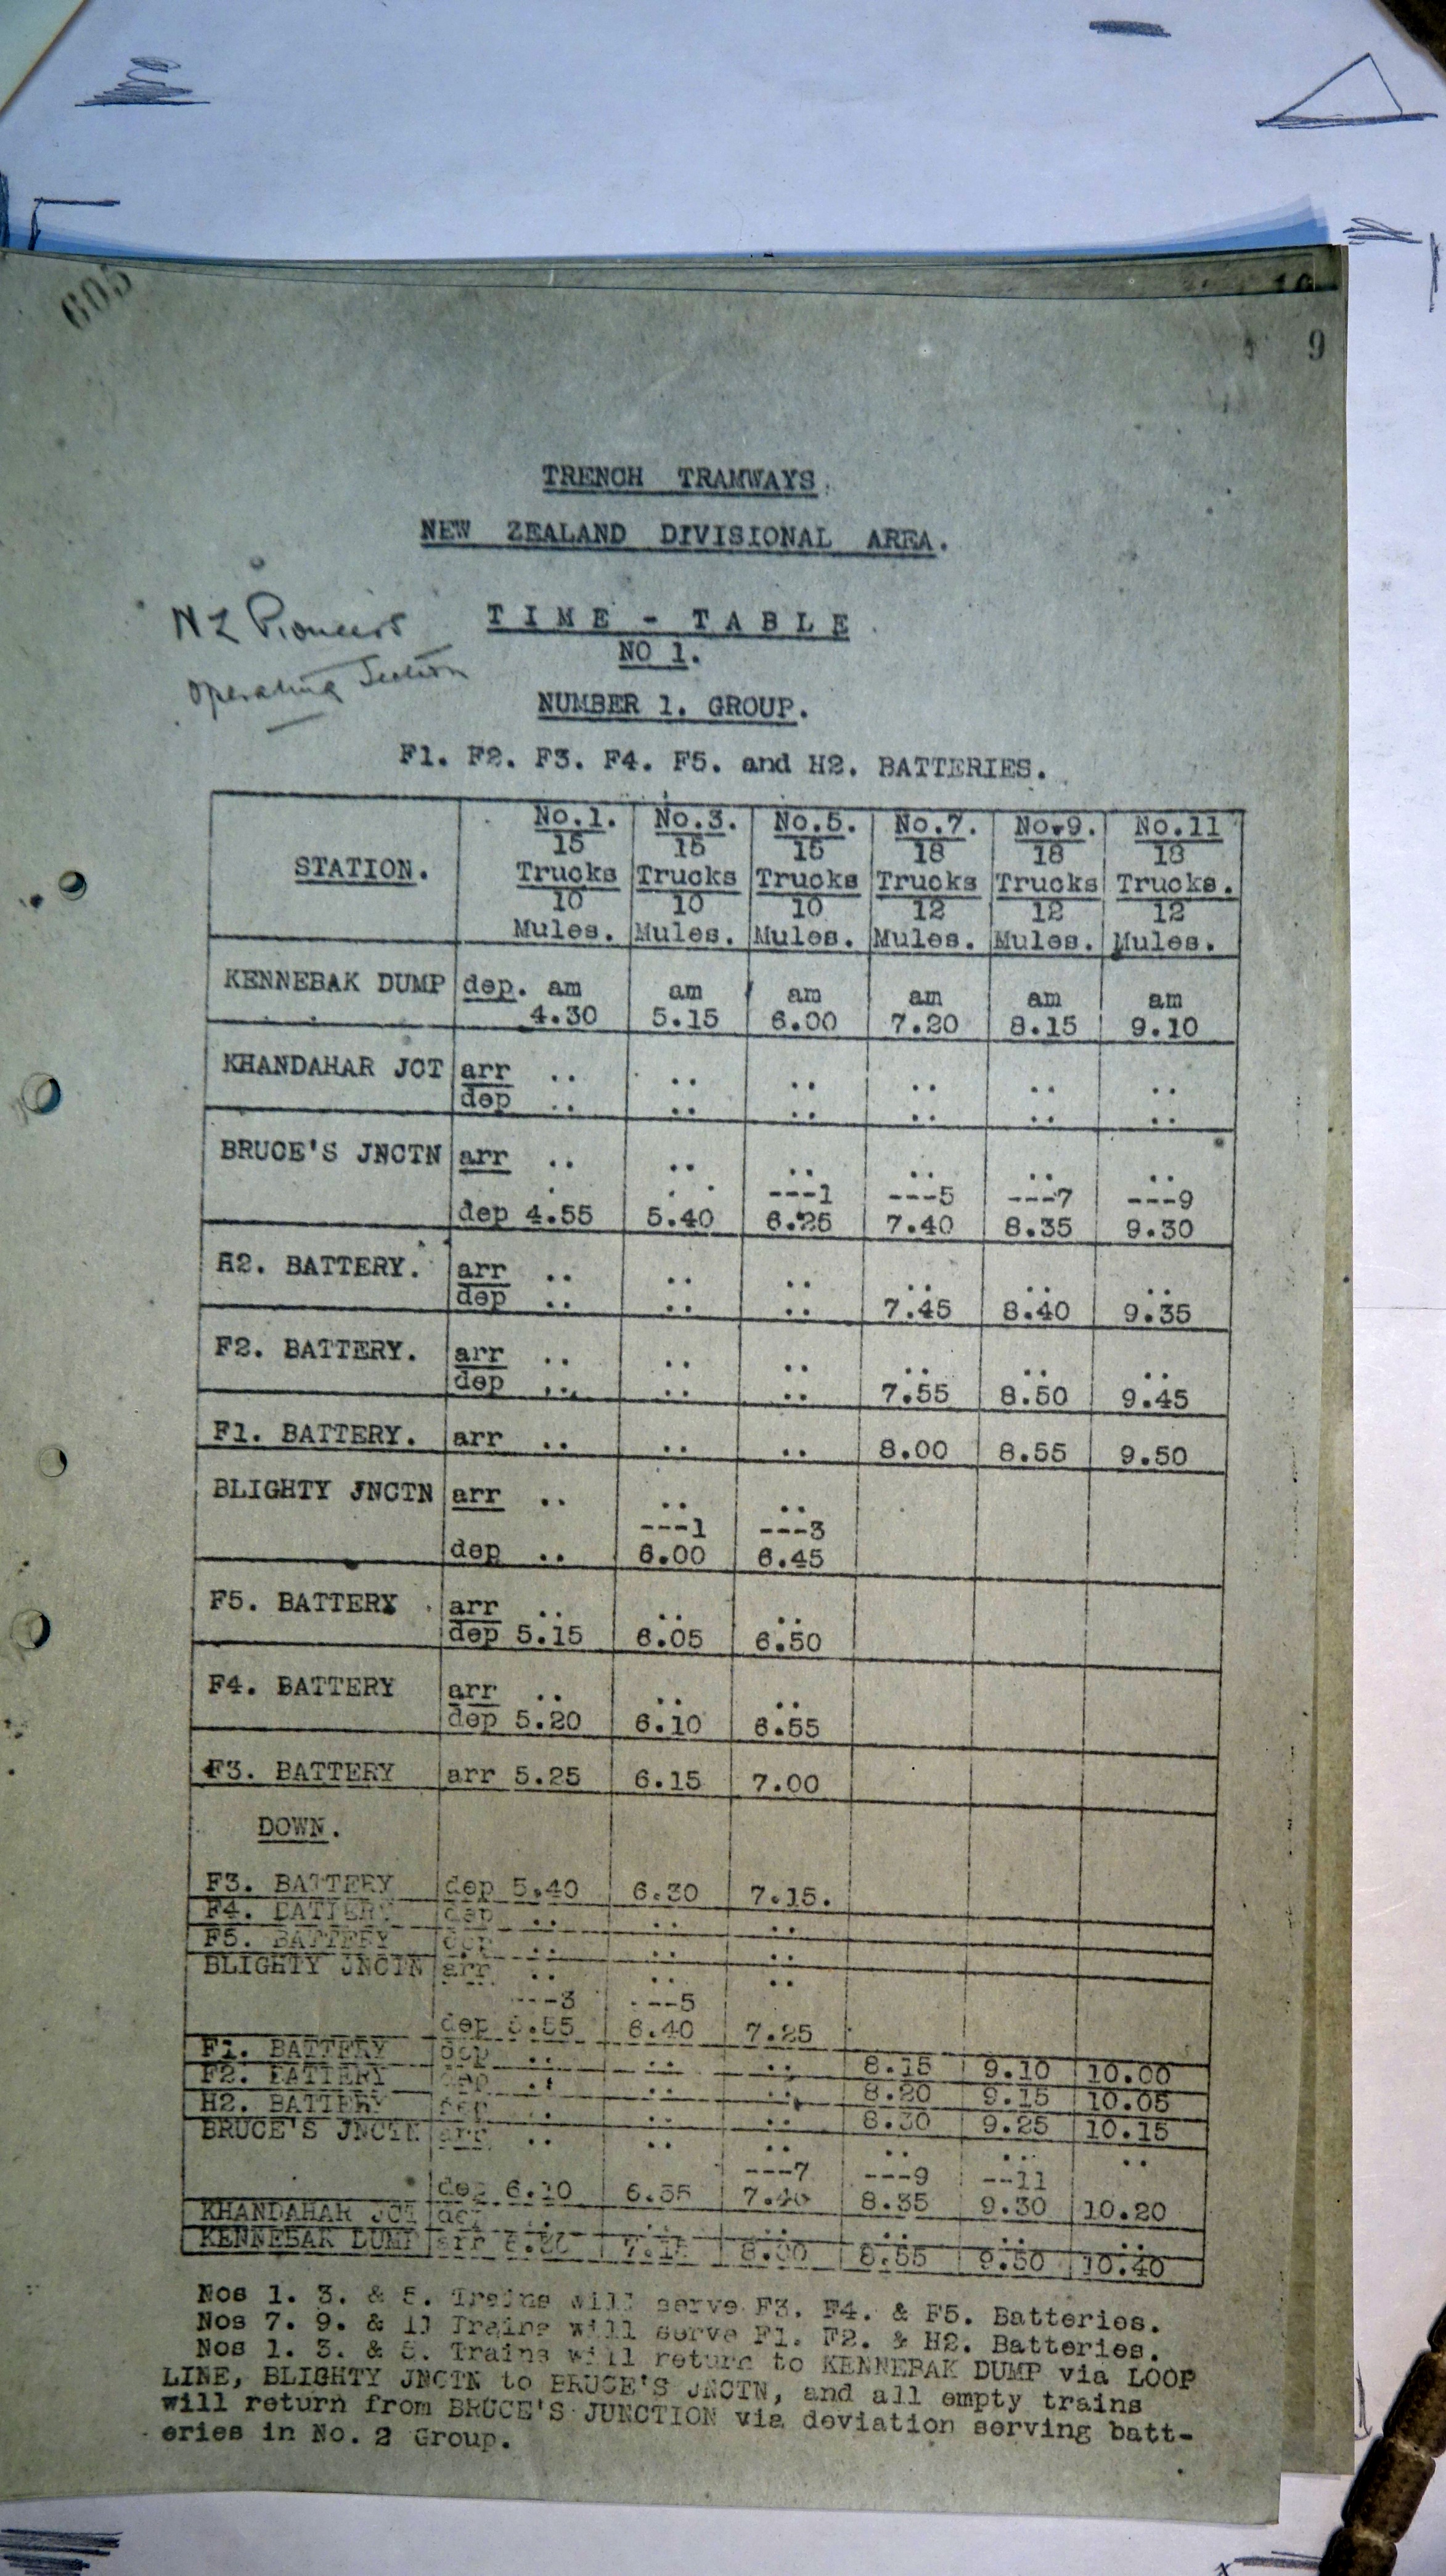 603
10
9
TRENCH TRAMWAYS.
NEW ZEALAND DIVISIONAL AREA.
NZ Pioneers
Operating Section
TIME - TABLE
NO 1.
NUMBER 1. GROUP.
F1. F2. F3. F4. F5. and H2. BATTERIES.
STATION. No.1. No.3. No.5. No.7. No.9. No.11
15 15 15 18 18 18
Trucks Trucks Trucks Trucks Trucks Trucks.
10 10 10 12 12 12
Mules. Mules. Mules. Mules. Mules. Mules.
KENNEBAK DUMP dep. am am am am am am
4.30 5.15 6.00 7.20 8.15 9.10
KHANDAHAR JCT arr .. .. .. .. .. ..
dep .. .. .. .. .. ..
BRUCE'S JNCTN arr .. .. .. .. .. ..
---1 ---5 ---7 ---9
dep 4.55 5.40 6.25 7.40 8.35 9.30
H2. BATTERY. arr .. .. .. .. .. ..
dep .. .. .. 7.45 8.40 9.35
F2. BATTERY. arr .. .. .. .. .. ..
dep .. .. .. 7.55 8.50 9.45
F1. BATTERY. arr .. .. .. 8.00 8.55 9.50
BLIGHTY JNCTN arr .. .. ..
---1 ---3
dep .. 6.00 6.45
F5. BATTERY arr .. .. ..
dep 5.15 6.05 6.50
F4. BATTERY arr .. .. ..
dep 5.20 6.10 6.55
F3. BATTERY arr 5.25 6.15 7.00
DOWN.
F3. BATTERY dep 5.40 6.30 7.15.
F4. BATTERY dep .. .. ..
F5. BATTERY dep .. .. ..
BLIGHTY JNCTN arr .. .. ..
---3 ---5
dep 5.55 6.40 7.25
F1. BATTERY dep .. .. .. 8.15 9.10 10.00
F2. BATTERY dep .. .. .. 8.20 9.15 10.05
H2. BATTERY dep .. .. .. 8.30 9.25 10.15
BRUCE'S JNCTN arr .. .. .. .. .. ..
---7 ---9 --11
dep 6.10 6.55 7.40 8.35 9.30 10.20
KHANDAHAR JCT dep .. .. .. .. .. ..
KENNEBAK DUMP arr 7.15 8.00 8.55 9.50 10.40
Nos 1. 3. & 5. Trains will serve F3. F4. & F5. Batteries.
Nos 7. 9. & 11 Trains will serve F1. F2. & H2. Batteries.
Nos 1. 3. & 5. Trains will return to KENNEBAK DUMP via LOOP
LINE, BLIGHTY JNCTN to BRUCE'S JNCTN, and all empty trains
will return from BRUCE'S JUNCTION via deviation serving batt-
eries in No. 2 Group.